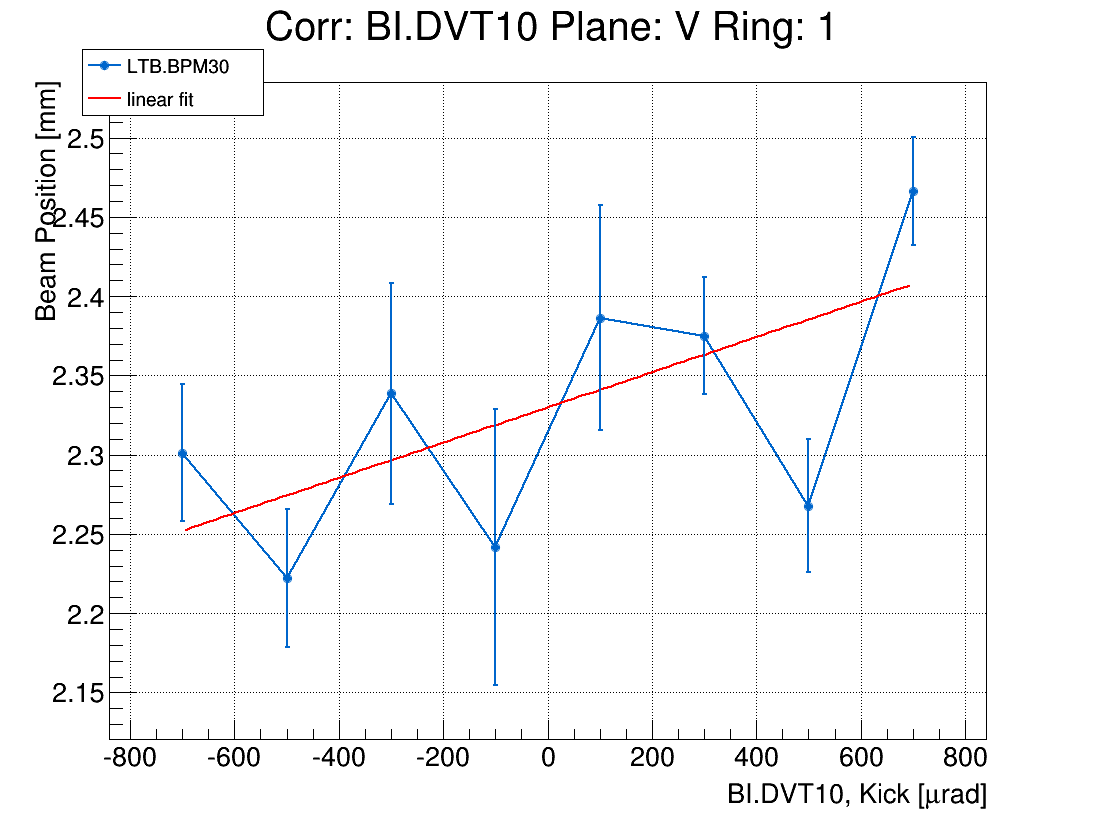 Corr: BI.DVT10 Plane: V Ring: 1
LTB.BPM30
linear fit
Beam Position [mm]
2.5
2.45
2.4
2.35
2.3
2.25
2.2
2.15
-800 -600 -400 -200 0 200 400 600 800
BI.DVT10, Kick [μrad]